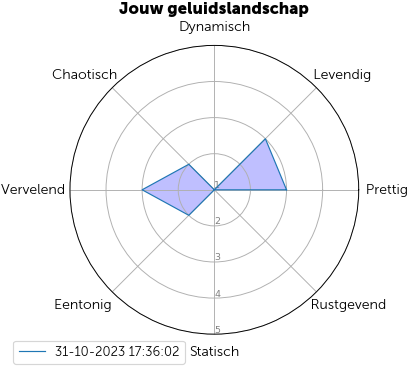 Jouw geluidslandschap
Dynamisch
Chaotisch
Levendig
Vervelend
1
Prettig
2
3
Eentonig
4
Rustgevend
5
31-10-2023 17:36:02
Statisch